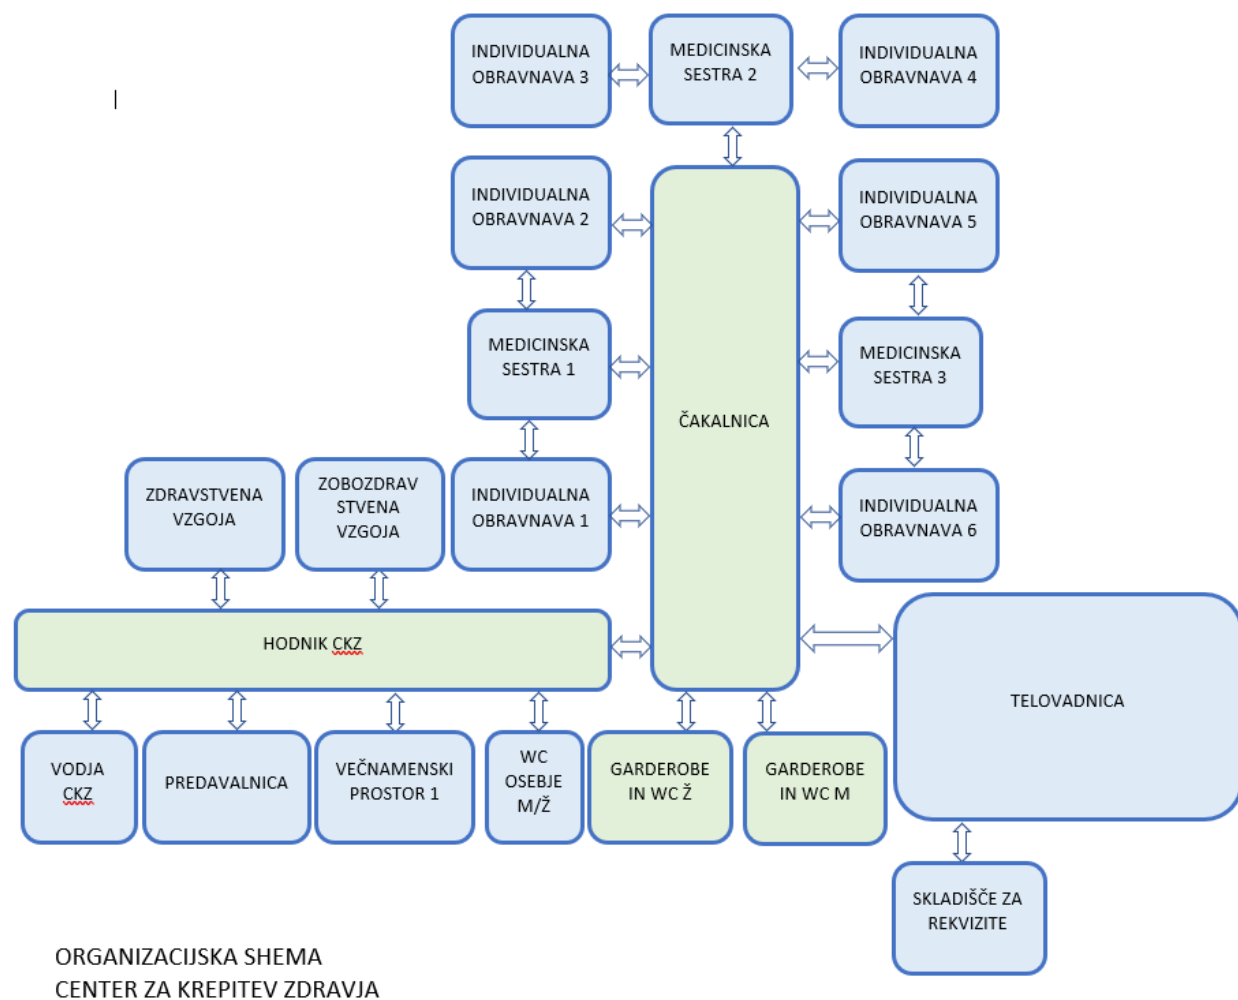 INDIVIDUALNA
OBRAVNAVA 3
MEDICINSKA
SESTRA 2
INDIVIDUALNA
OBRAVNAVA 4
INDIVIDUALNA
OBRAVNAVA 2
INDIVIDUALNA
OBRAVNAVA 5
MEDICINSKA
SESTRA 1
MEDICINSKA
SESTRA 3
ČAKALNICA
ZDRAVSTVENA
VZGOJA
ZOBOZDRAV
STVENA
VZGOJA
INDIVIDUALNA
OBRAVNAVA 1
INDIVIDUALNA
OBRAVNAVA 6
HODNIK CKZ
TELOVADNICA
VODJA
CKZ
PREDAVALNICA
VEČNAMENSKI
PROSTOR 1
WC
OSEBJE
M/Ž
GARDEROBE
IN WC Ž
GARDEROBE
IN WC M
SKLADIŠČE ZA
REKVIZITE
ORGANIZACIJSKA SHEMA
CENTER ZA KREPITEV ZDRAVJA